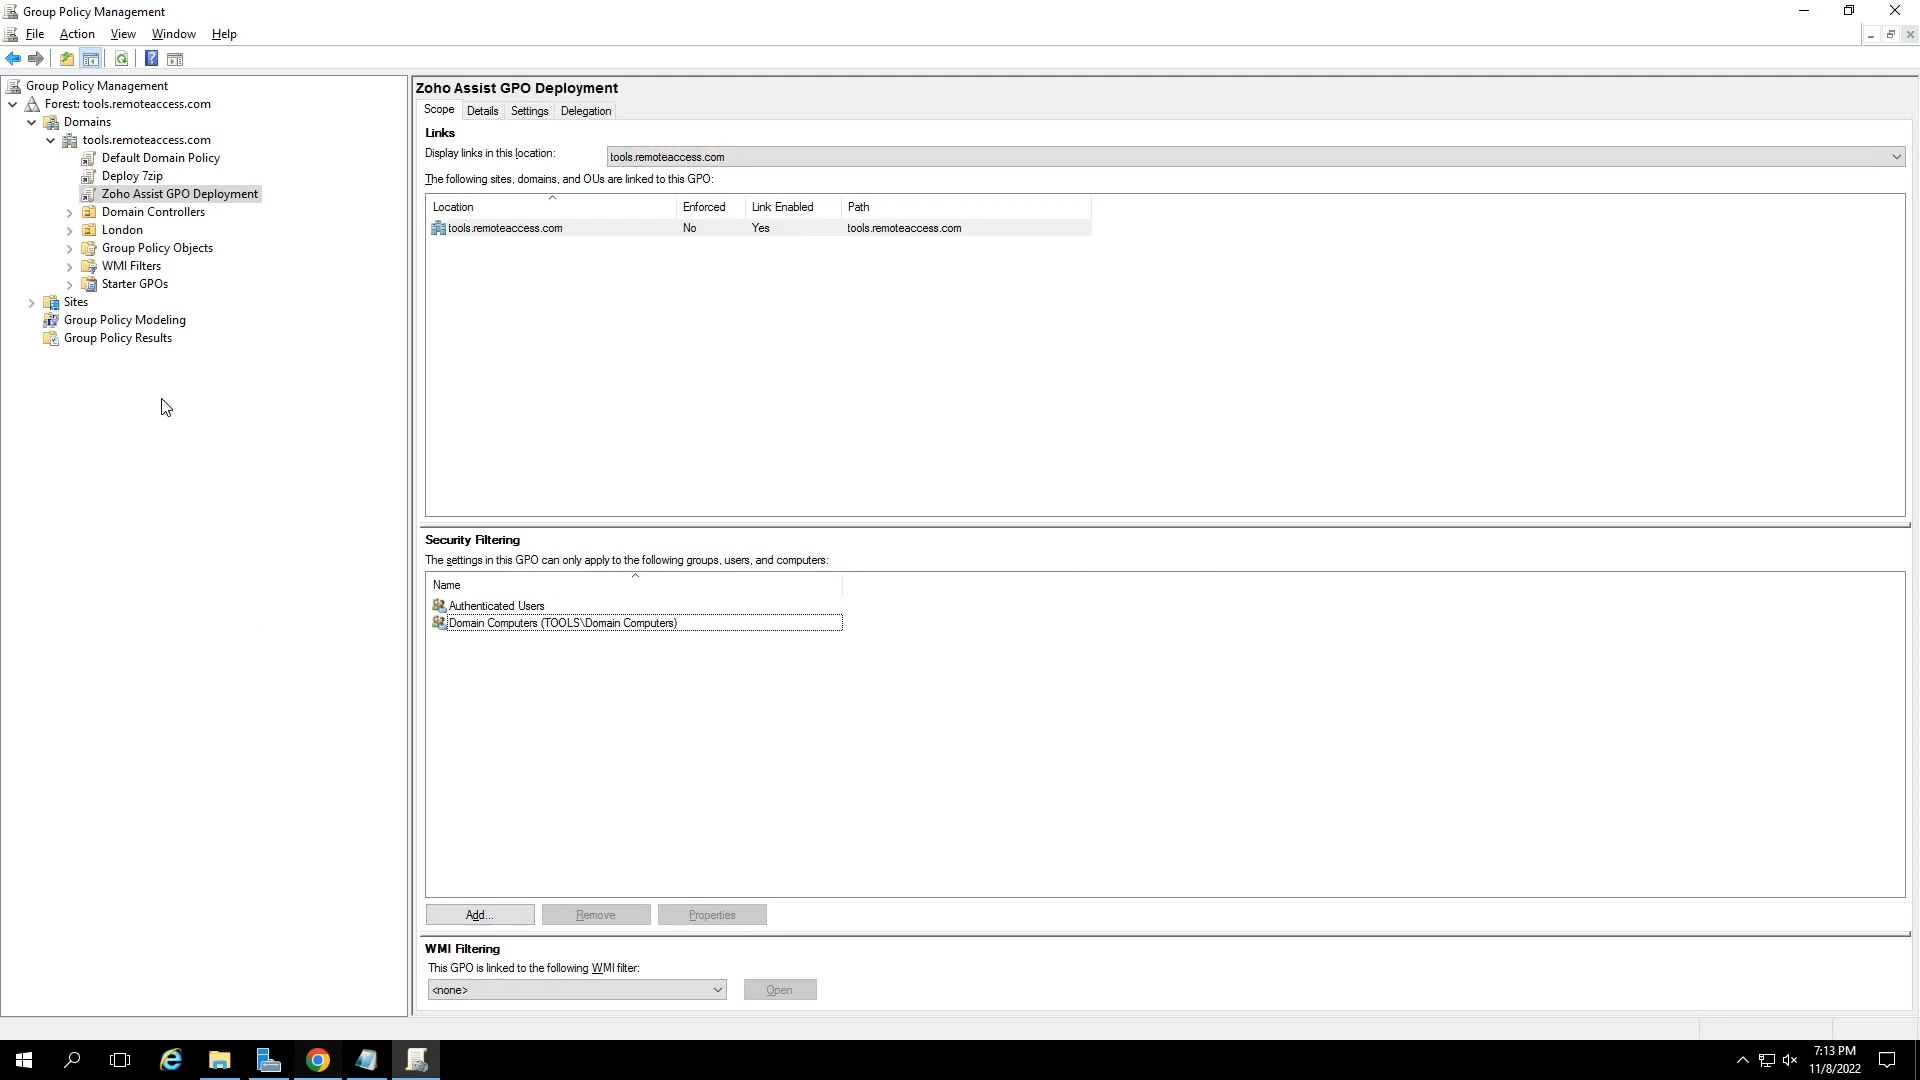 Group Policy Management
File Action View Window Help
Group Policy Management
Forest: tools.remoteaccess.com
Domains
tools.remoteaccess.com
Default Domain Policy
Deploy 7zip
Zoho Assist GPO Deployment
Domain Controllers
London
Group Policy Objects
WMI Filters
Starter GPOs
Sites
Group Policy Modeling
Group Policy Results
Zoho Assist GPO Deployment
Scope Details Settings Delegation
Links
Display links in this location: tools.remoteaccess.com
The following sites, domains, and OUs are linked to this GPO:
Location Enforced Link Enabled Path
tools.remoteaccess.com No Yes tools.remoteaccess.com
Security Filtering
The settings in this GPO can only apply to the following groups, users, and computers:
Name
Authenticated Users
Domain Computers (TOOLS\Domain Computers)
Add... Remove Properties
WMI Filtering
This GPO is linked to the following WMI filter:
<none> Open
7:13 PM
11/8/2022